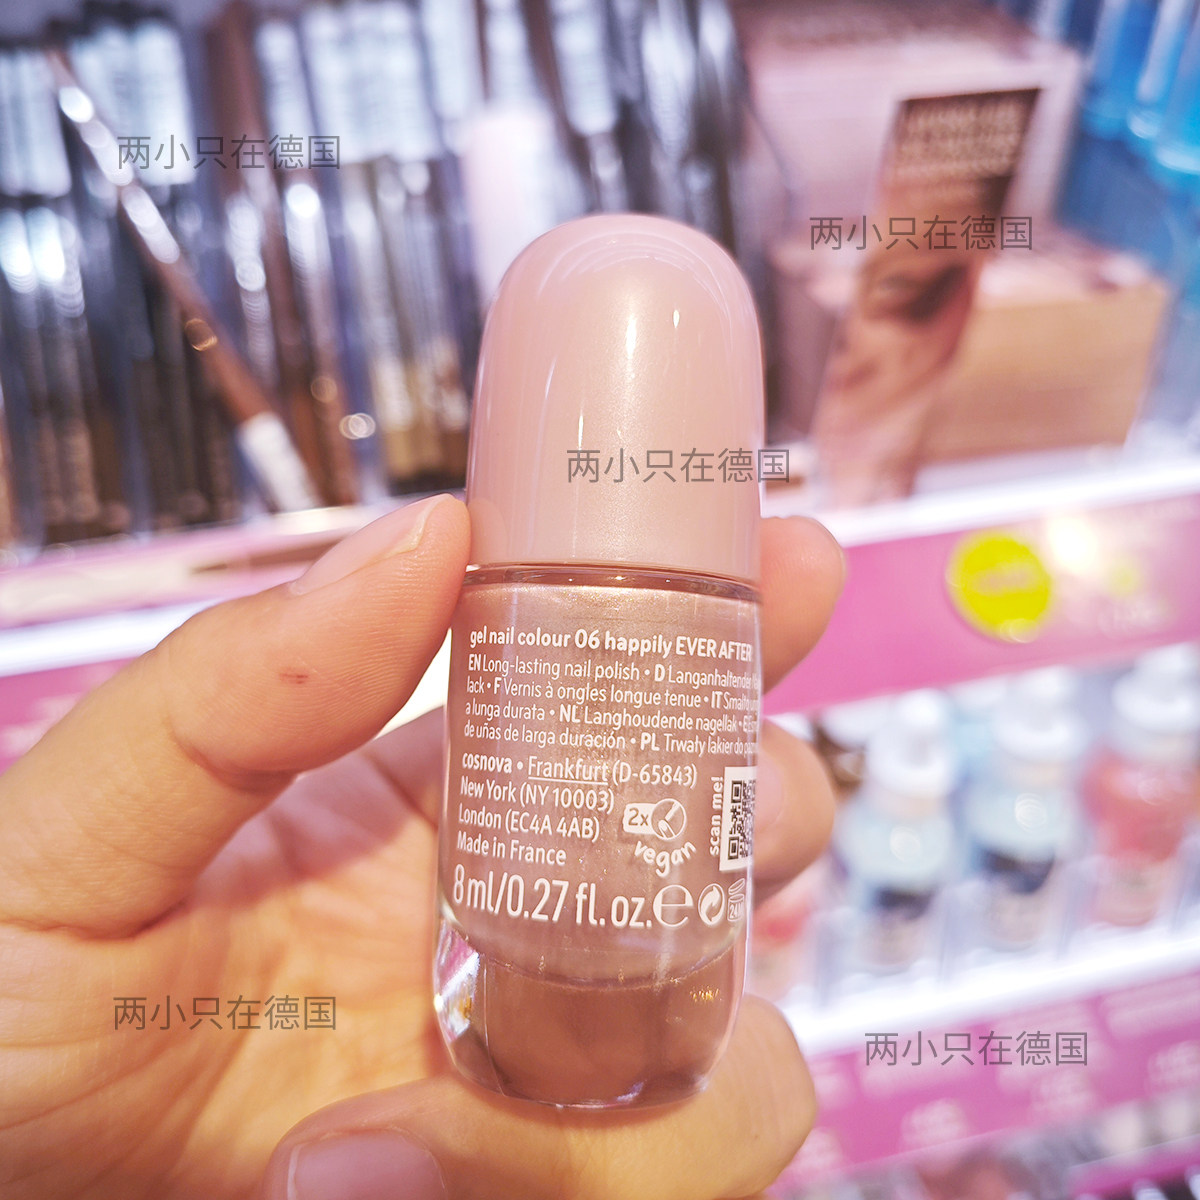 两小只在德国
两小只在德国
两小只在德国
gel nail colour 06 happily EVER AFTER
EN Long-lasting nail polish • D Langanhaltender
lack • F Vernis à ongles longue tenue • IT Smalto
a lunga durata • NL Langhoudende nagellak •
de uñas de larga duración • PL Trwały lakier do
cosnova • Frankfurt (D-65843)
New York (NY 10003)
London (EC4A 4AB)
Made in France
2x
vegan
scan me!
8 ml/0.27 fl. oz. e
24M
两小只在德国
两小只在德国